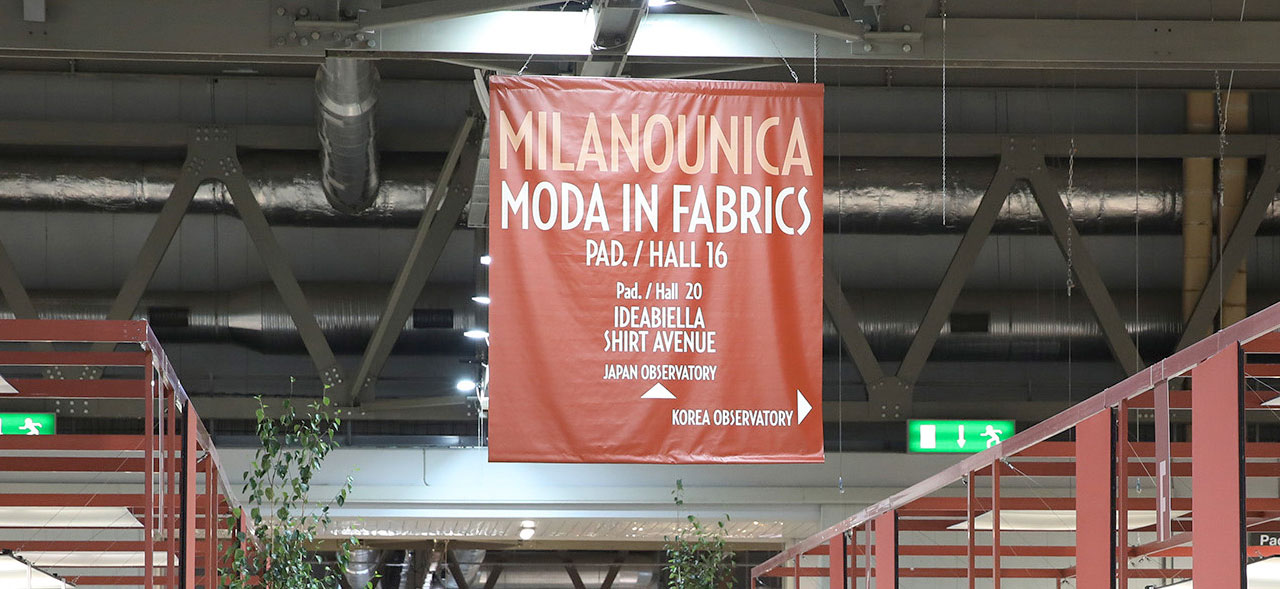 MILANOUNICA
MODA IN FABRICS
PAD. / HALL 16
Pad. / Hall 20
IDEABIELLA
SHIRT AVENUE
JAPAN OBSERVATORY
KOREA OBSERVATORY